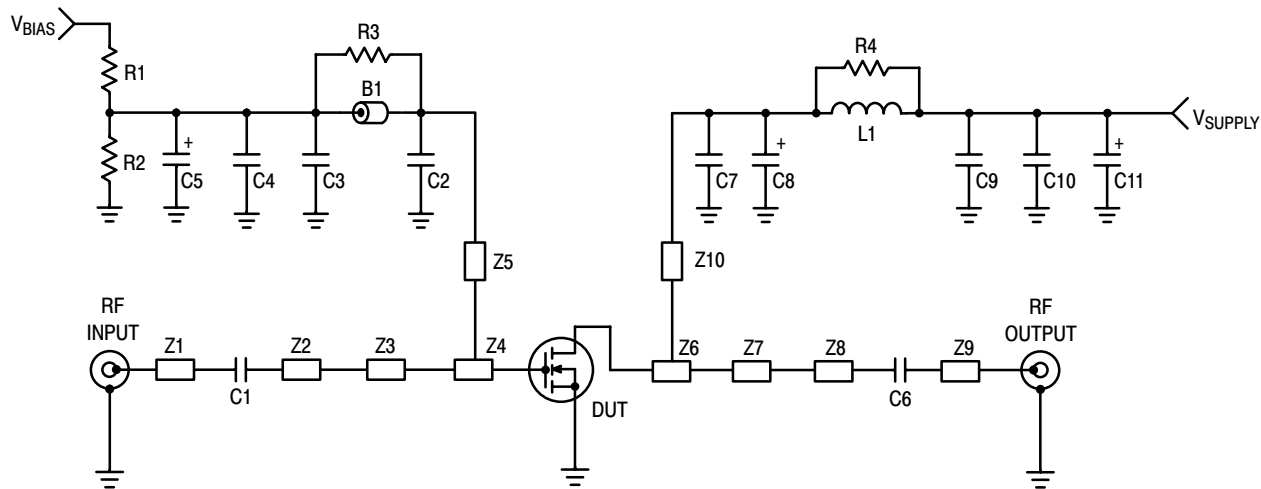 VBIAS
R1
R2
R3
B1
+
C5
C4
C3
C2
Z5
R4
L1
VSUPPLY
C7
+
C8
C9
C10
+
C11
Z10
RF
INPUT
Z1
C1
Z2
Z3
Z4
DUT
Z6
Z7
Z8
C6
Z9
RF
OUTPUT